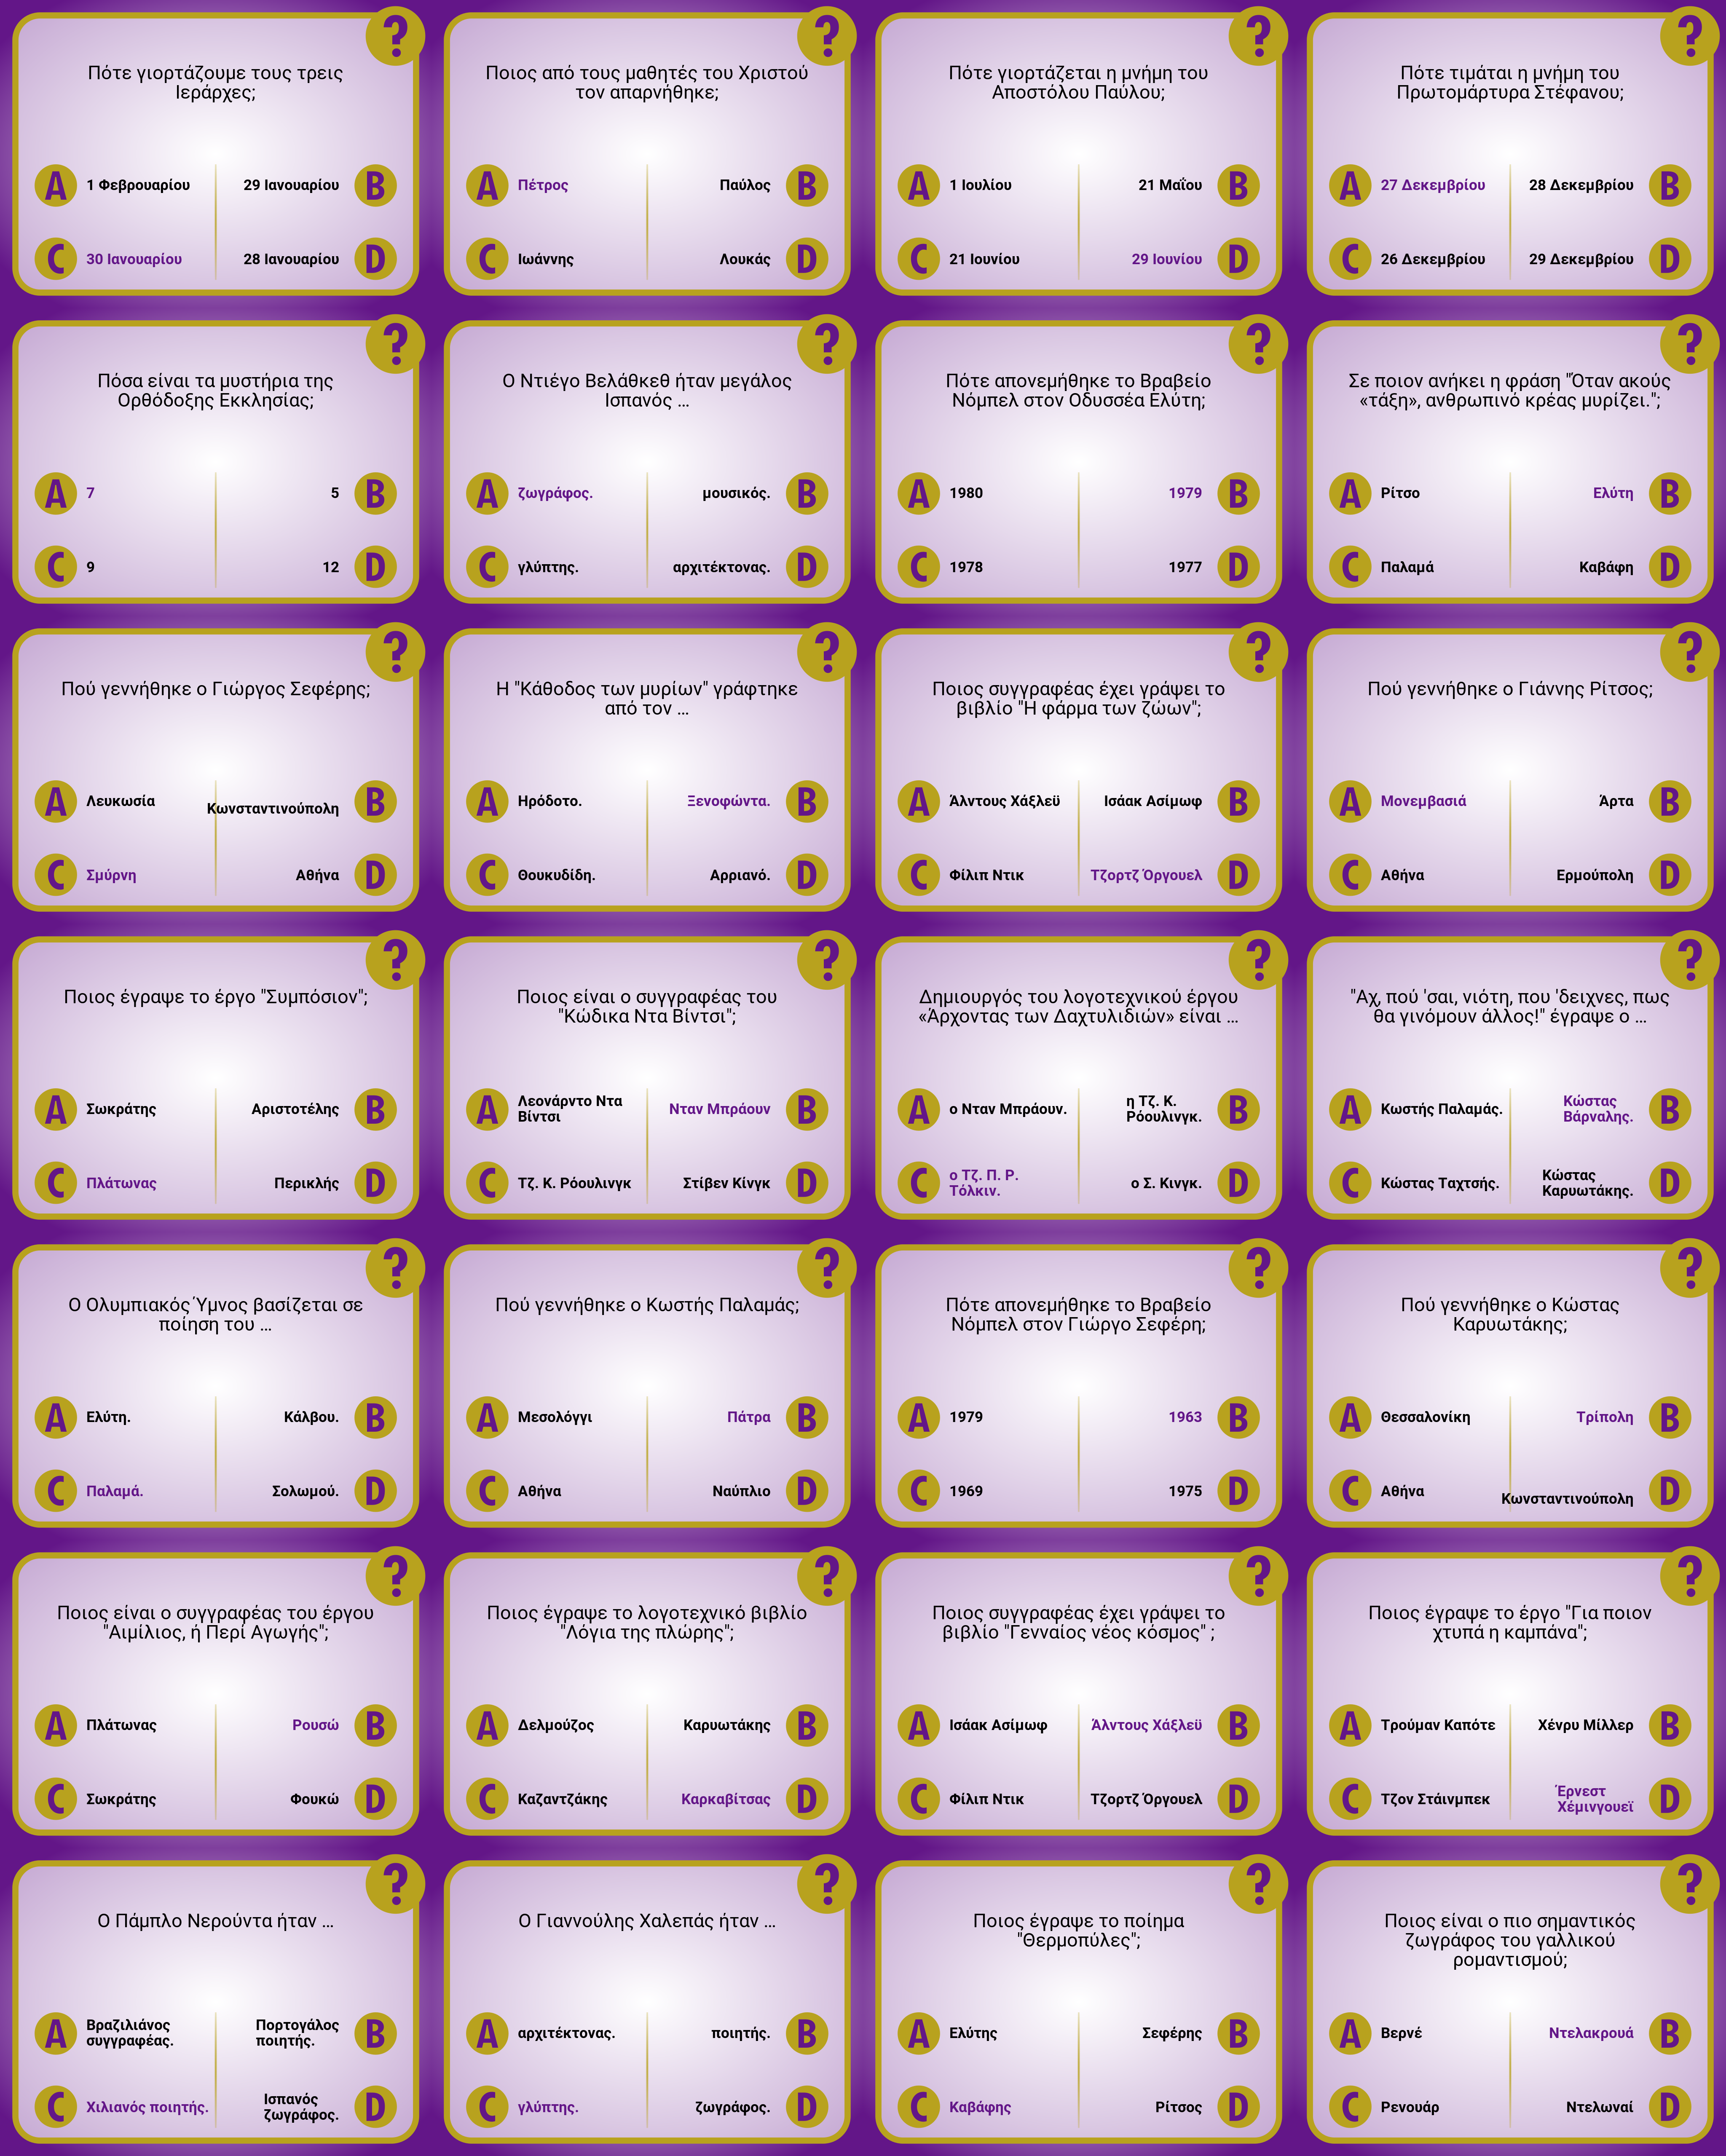 ?
Πότε γιορτάζουμε τους τρεις
Ιεράρχες;
A 1 Φεβρουαρίου 29 Ιανουαρίου B
C 30 Ιανουαρίου 28 Ιανουαρίου D
?
Ποιος από τους μαθητές του Χριστού
τον απαρνήθηκε;
A Πέτρος Παύλος B
C Ιωάννης Λουκάς D
?
Πότε γιορτάζεται η μνήμη του
Αποστόλου Παύλου;
A 1 Ιουλίου 21 Μαΐου B
C 21 Ιουνίου 29 Ιουνίου D
?
Πότε τιμάται η μνήμη του
Πρωτομάρτυρα Στέφανου;
A 27 Δεκεμβρίου 28 Δεκεμβρίου B
C 26 Δεκεμβρίου 29 Δεκεμβρίου D
?
Πόσα είναι τα μυστήρια της
Ορθόδοξης Εκκλησίας;
A 7 5 B
C 9 12 D
?
Ο Ντιέγο Βελάθκεθ ήταν μεγάλος
Ισπανός ...
A ζωγράφος. μουσικός. B
C γλύπτης. αρχιτέκτονας. D
?
Πότε απονεμήθηκε το Βραβείο
Νόμπελ στον Οδυσσέα Ελύτη;
A 1980 1979 B
C 1978 1977 D
?
Σε ποιον ανήκει η φράση "Όταν ακούς
«τάξη», ανθρωπινό κρέας μυρίζει.";
A Ρίτσο Ελύτη B
C Παλαμά Καβάφη D
?
Πού γεννήθηκε ο Γιώργος Σεφέρης;
A Λευκωσία Κωνσταντινούπολη B
C Σμύρνη Αθήνα D
?
Η "Κάθοδος των μυρίων" γράφτηκε
από τον ...
A Ηρόδοτο. Ξενοφώντα. B
C Θουκυδίδη. Αρριανό. D
?
Ποιος συγγραφέας έχει γράψει το
βιβλίο "Η φάρμα των ζώων";
A Άλντους Χάξλεϋ Ισάακ Ασίμωφ B
C Φίλιπ Ντικ Τζορτζ Όργουελ D
?
Πού γεννήθηκε ο Γιάννης Ρίτσος;
A Μονεμβασιά Άρτα B
C Αθήνα Ερμούπολη D
?
Ποιος έγραψε το έργο "Συμπόσιον";
A Σωκράτης Αριστοτέλης B
C Πλάτωνας Περικλής D
?
Ποιος είναι ο συγγραφέας του
"Κώδικα Ντα Βίντσι";
A Λεονάρντο Ντα
Βίντσι
Νταν Μπράουν B
C Τζ. Κ. Ρόουλινγκ Στίβεν Κίνγκ D
?
Δημιουργός του λογοτεχνικού έργου
«Άρχοντας των Δαχτυλιδιών» είναι ...
A ο Νταν Μπράουν.
η Τζ. Κ.
Ρόουλινγκ. B
C ο Τζ. Π. Ρ.
Τόλκιν.
ο Σ. Κινγκ. D
?
"Αχ, πού 'σαι, νιότη, που 'δειχνες, πως
θα γινόμουν άλλος!" έγραψε ο ...
A Κωστής Παλαμάς.
Κώστας
Βάρναλης. B
C Κώστας Ταχτσής.
Κώστας
Καρυωτάκης. D
?
Ο Ολυμπιακός Ύμνος βασίζεται σε
ποίηση του ...
A Ελύτη. Κάλβου. B
C Παλαμά. Σολωμού. D
?
Πού γεννήθηκε ο Κωστής Παλαμάς;
A Μεσολόγγι Πάτρα B
C Αθήνα Ναύπλιο D
?
Πότε απονεμήθηκε το Βραβείο
Νόμπελ στον Γιώργο Σεφέρη;
A 1979 1963 B
C 1969 1975 D
?
Πού γεννήθηκε ο Κώστας
Καρυωτάκης;
A Θεσσαλονίκη Τρίπολη B
C Αθήνα Κωνσταντινούπολη D
?
Ποιος είναι ο συγγραφέας του έργου
"Αιμίλιος, ή Περί Αγωγής";
A Πλάτωνας Ρουσώ B
C Σωκράτης Φουκώ D
?
Ποιος έγραψε το λογοτεχνικό βιβλίο
"Λόγια της πλώρης";
A Δελμούζος Καρυωτάκης B
C Καζαντζάκης Καρκαβίτσας D
?
Ποιος συγγραφέας έχει γράψει το
βιβλίο "Γενναίος νέος κόσμος" ;
A Ισάακ Ασίμωφ Άλντους Χάξλεϋ B
C Φίλιπ Ντικ Τζορτζ Όργουελ D
?
Ποιος έγραψε το έργο "Για ποιον
χτυπά η καμπάνα";
A Τρούμαν Καπότε Χένρυ Μίλλερ B
C Τζον Στάινμπεκ
Έρνεστ
Χέμινγουεϊ D
?
Ο Πάμπλο Νερούντα ήταν ...
A Βραζιλιάνος
συγγραφέας.
Πορτογάλος
ποιητής. B
C Χιλιανός ποιητής.
Ισπανός
ζωγράφος. D
?
Ο Γιαννούλης Χαλεπάς ήταν ...
A αρχιτέκτονας. ποιητής. B
C γλύπτης. ζωγράφος. D
?
Ποιος έγραψε το ποίημα
"Θερμοπύλες";
A Ελύτης Σεφέρης B
C Καβάφης Ρίτσος D
?
Ποιος είναι ο πιο σημαντικός
ζωγράφος του γαλλικού
ρομαντισμού;
A Βερνέ Ντελακρουά B
C Ρενουάρ Ντελωναί D